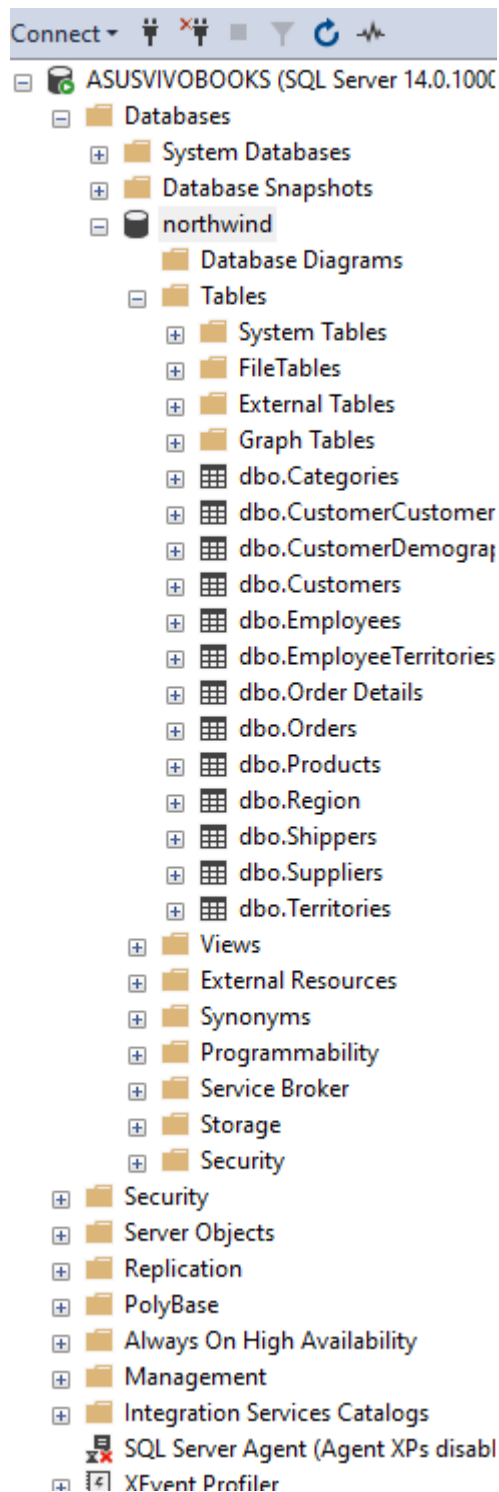 Connect
ASUSVIVOBOOKS (SQL Server 14.0.100
Databases
System Databases
Database Snapshots
northwind
Database Diagrams
Tables
System Tables
FileTables
External Tables
Graph Tables
dbo.Categories
dbo.CustomerCustomer
dbo.CustomerDemograp
dbo.Customers
dbo.Employees
dbo.EmployeeTerritories
dbo.Order Details
dbo.Orders
dbo.Products
dbo.Region
dbo.Shippers
dbo.Suppliers
dbo.Territories
Views
External Resources
Synonyms
Programmability
Service Broker
Storage
Security
Security
Server Objects
Replication
PolyBase
Always On High Availability
Management
Integration Services Catalogs
SQL Server Agent (Agent XPs disabl
XEvent Profiler